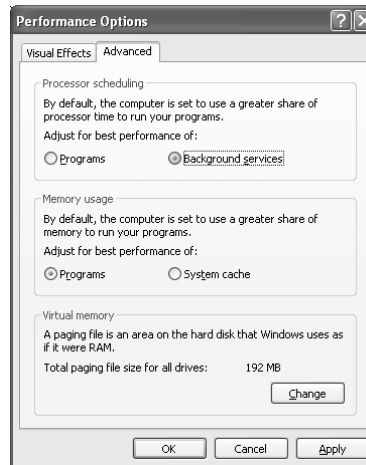 Performance Options
Visual Effects Advanced
Processor scheduling
By default, the computer is set to use a greater share of
processor time to run your programs.
Adjust for best performance of:
Programs Background services
Memory usage
By default, the computer is set to use a greater share of
memory to run your programs.
Adjust for best performance of:
Programs System cache
Virtual memory
A paging file is an area on the hard disk that Windows uses as
if it were RAM.
Total paging file size for all drives: 192 MB
Change
OK Cancel Apply